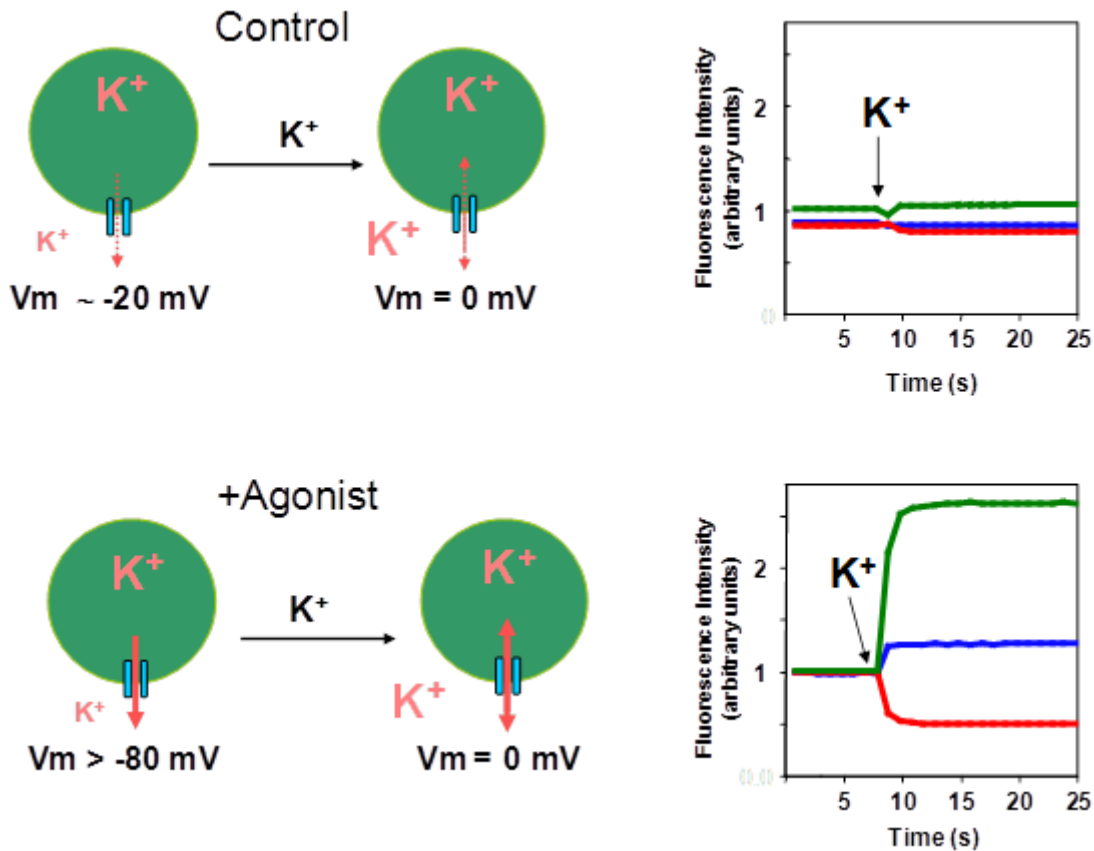 Control
K⁺
K⁺
K⁺
K⁺
K⁺
Vm ~ -20 mV
Vm = 0 mV
Fluorescence Intensity
(arbitrary units)
2
1
K⁺
5 10 15 20 25
Time (s)
+Agonist
K⁺
K⁺
K⁺
K⁺
K⁺
Vm > -80 mV
Vm = 0 mV
Fluorescence Intensity
(arbitrary units)
2
1
K⁺
5 10 15 20 25
Time (s)